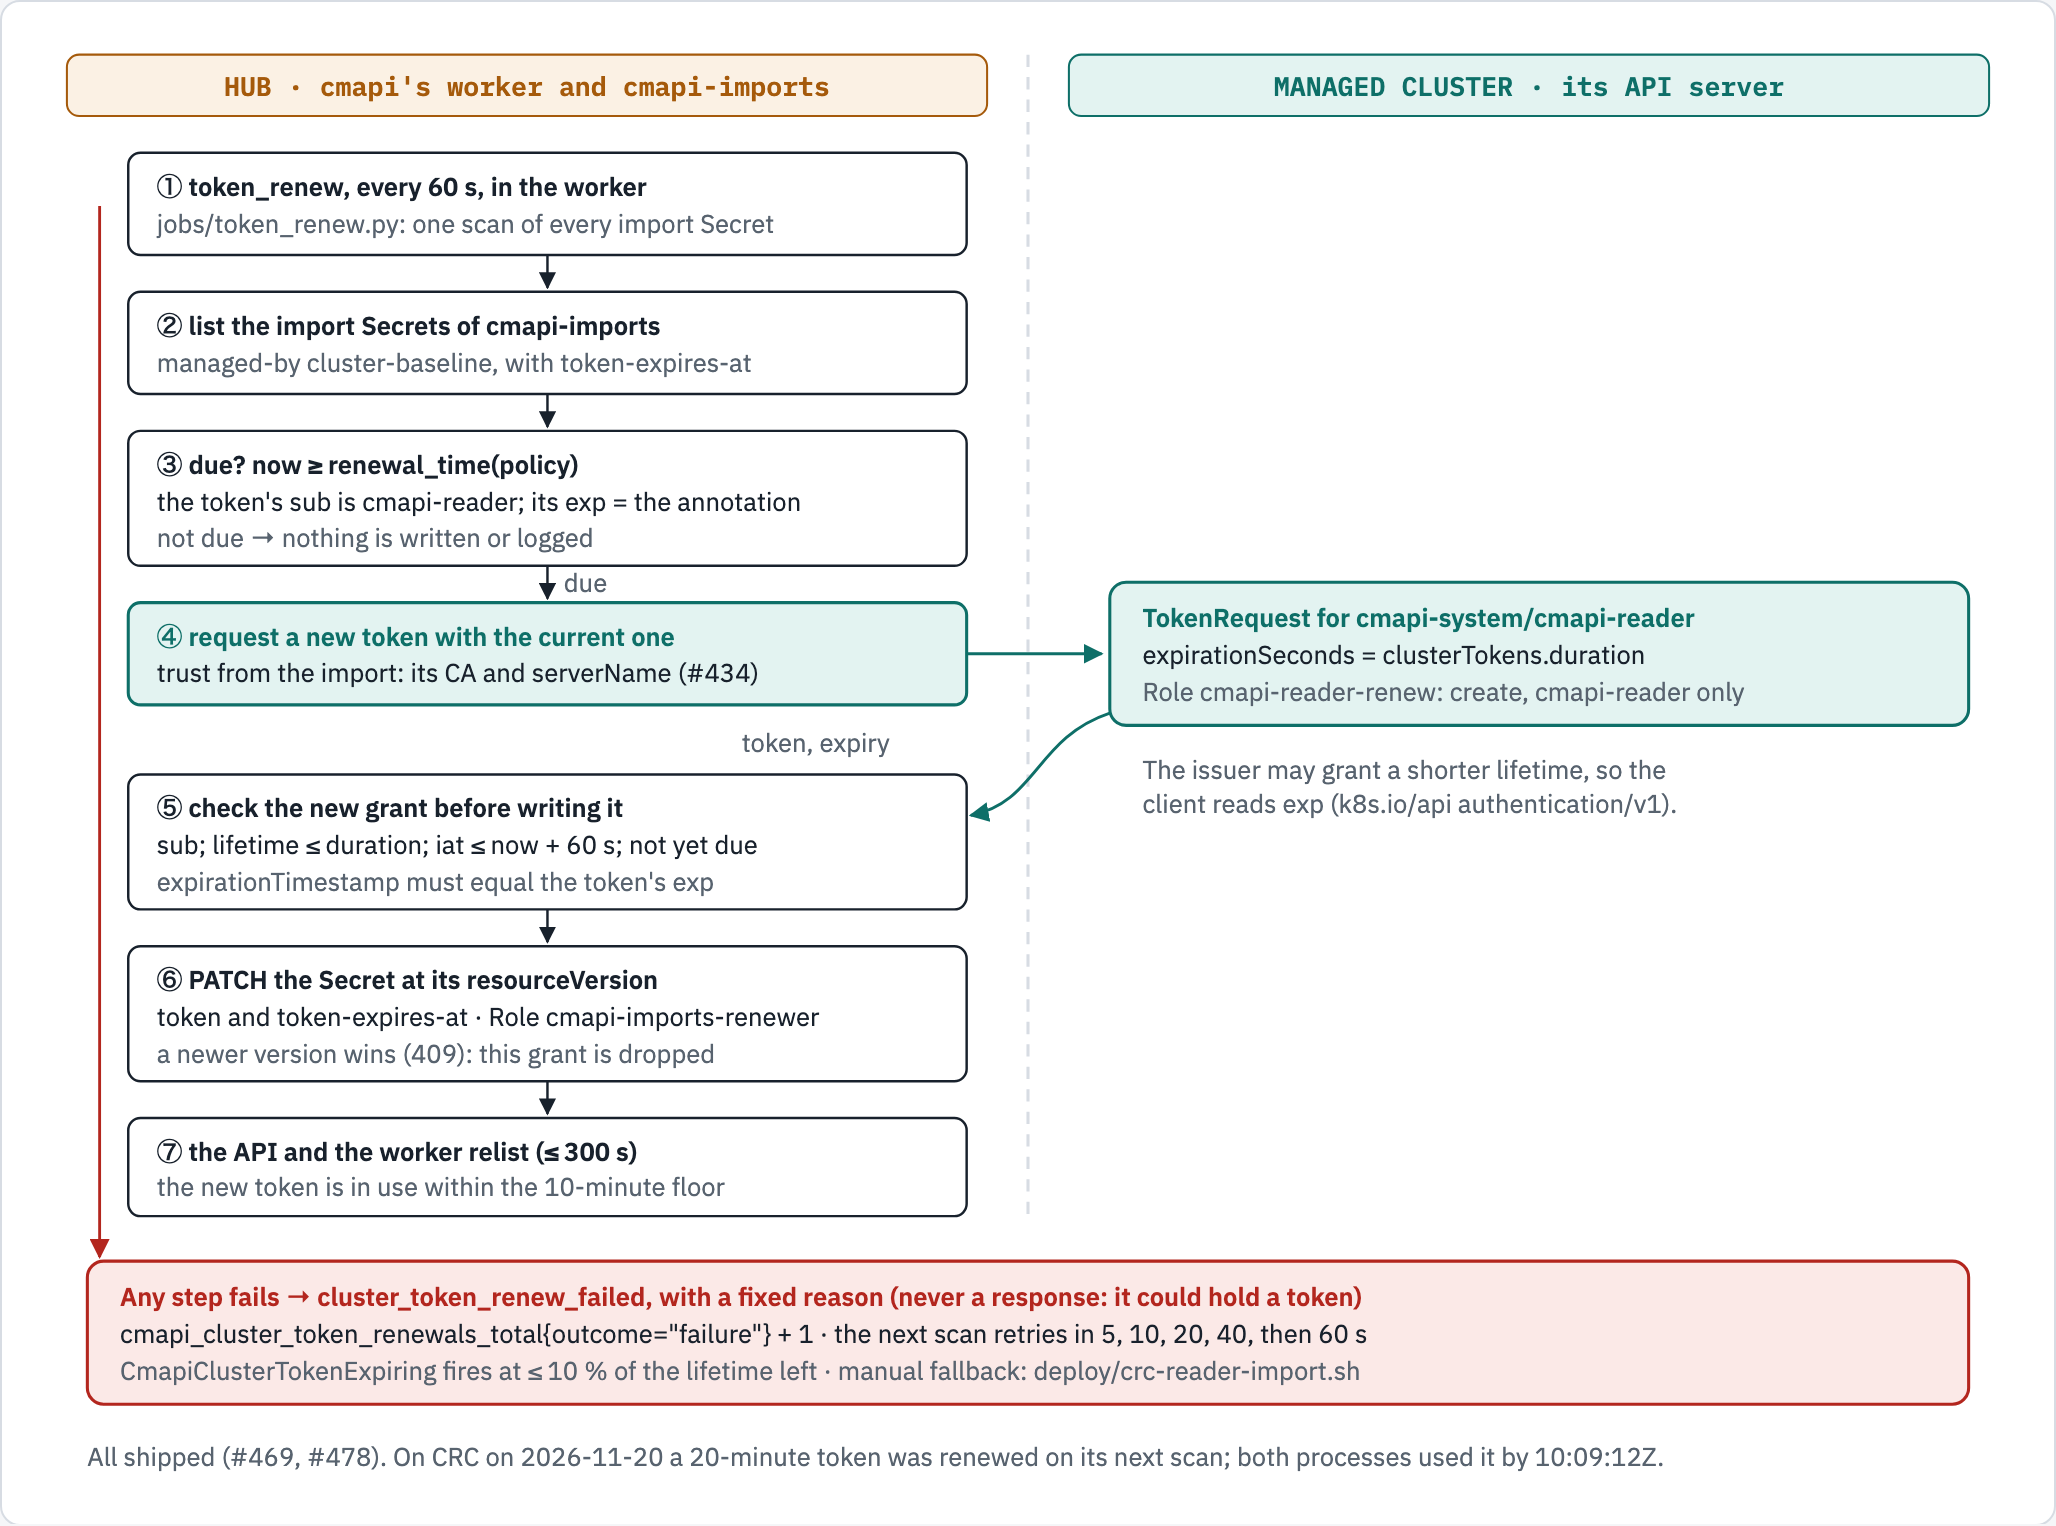 HUB · cmapi's worker and cmapi-imports
MANAGED CLUSTER · its API server
① token_renew, every 60 s, in the worker
jobs/token_renew.py: one scan of every import Secret
② list the import Secrets of cmapi-imports
managed-by cluster-baseline, with token-expires-at
③ due? now ≥ renewal_time(policy)
the token's sub is cmapi-reader; its exp = the annotation
not due → nothing is written or logged
due
④ request a new token with the current one
trust from the import: its CA and serverName (#434)
TokenRequest for cmapi-system/cmapi-reader
expirationSeconds = clusterTokens.duration
Role cmapi-reader-renew: create, cmapi-reader only
token, expiry
The issuer may grant a shorter lifetime, so the
client reads exp (k8s.io/api authentication/v1).
⑤ check the new grant before writing it
sub; lifetime ≤ duration; iat ≤ now + 60 s; not yet due
expirationTimestamp must equal the token's exp
⑥ PATCH the Secret at its resourceVersion
token and token-expires-at · Role cmapi-imports-renewer
a newer version wins (409): this grant is dropped
⑦ the API and the worker relist (≤ 300 s)
the new token is in use within the 10-minute floor
Any step fails → cluster_token_renew_failed, with a fixed reason (never a response: it could hold a token)
cmapi_cluster_token_renewals_total{outcome="failure"} + 1 · the next scan retries in 5, 10, 20, 40, then 60 s
CmapiClusterTokenExpiring fires at ≤ 10 % of the lifetime left · manual fallback: deploy/crc-reader-import.sh
All shipped (#469, #478). On CRC on 2026-11-20 a 20-minute token was renewed on its next scan; both processes used it by 10:09:12Z.